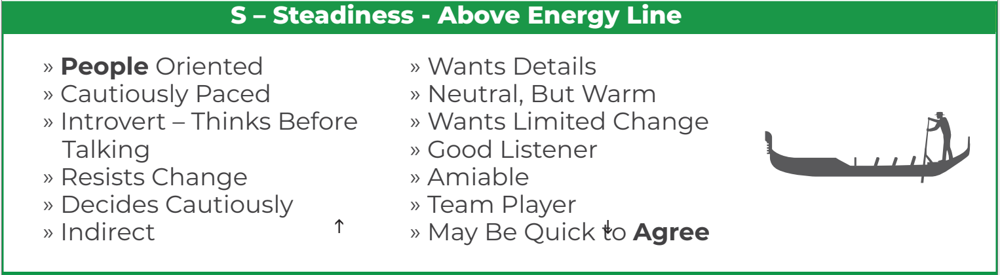 S – Steadiness - Above Energy Line
» People Oriented
» Cautiously Paced
» Introvert – Thinks Before
Talking
» Resists Change
» Decides Cautiously
» Indirect
↑
» Wants Details
» Neutral, But Warm
» Wants Limited Change
» Good Listener
» Amiable
» Team Player
» May Be Quick to Agree
↓